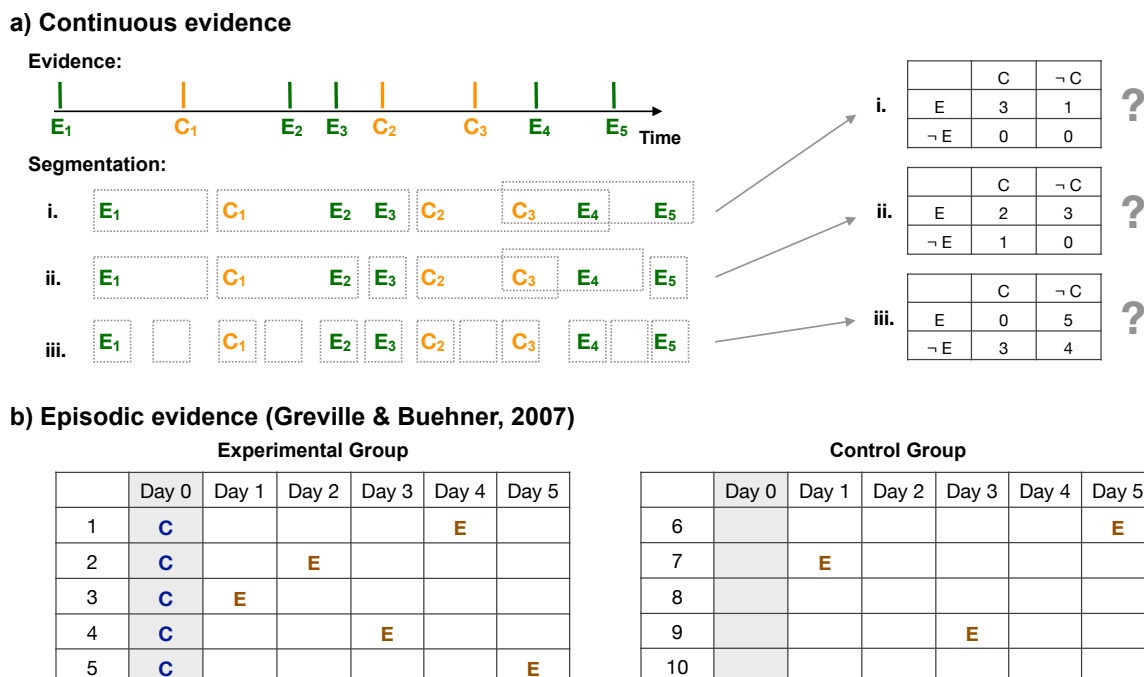 a) Continuous evidence
Evidence:
E1 C1 E2 E3 C2 C3 E4 E5 Time
Segmentation:
i. E1 C1 E2 E3 C2 C3 E4 E5
ii. E1 C1 E2 E3 C2 C3 E4 E5
iii. E1 C1 E2 E3 C2 C3 E4 E5
i.
C ¬ C
E 3 1
¬ E 0 0
?
ii.
C ¬ C
E 2 3
¬ E 1 0
?
iii.
C ¬ C
E 0 5
¬ E 3 4
?
b) Episodic evidence (Greville & Buehner, 2007)
Experimental Group
Day 0 Day 1 Day 2 Day 3 Day 4 Day 5
1 C E
2 C E
3 C E
4 C E
5 C E
Control Group
Day 0 Day 1 Day 2 Day 3 Day 4 Day 5
6 E
7 E
8
9 E
10